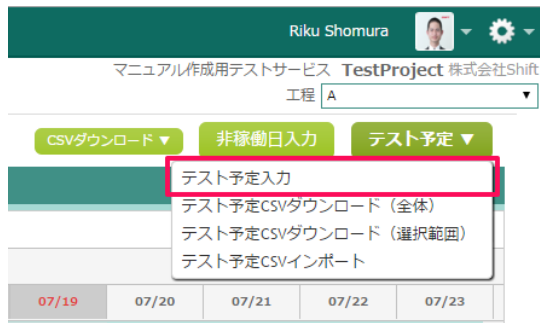 Riku Shomura
マニュアル作成用テストサービス TestProject 株式会社Shift
工程 A ▼
CSVダウンロード ▼ 非稼働日入力 テスト予定 ▼
テスト予定入力
テスト予定CSVダウンロード（全体）
テスト予定CSVダウンロード（選択範囲）
テスト予定CSVインポート
07/19 07/20 07/21 07/22 07/23